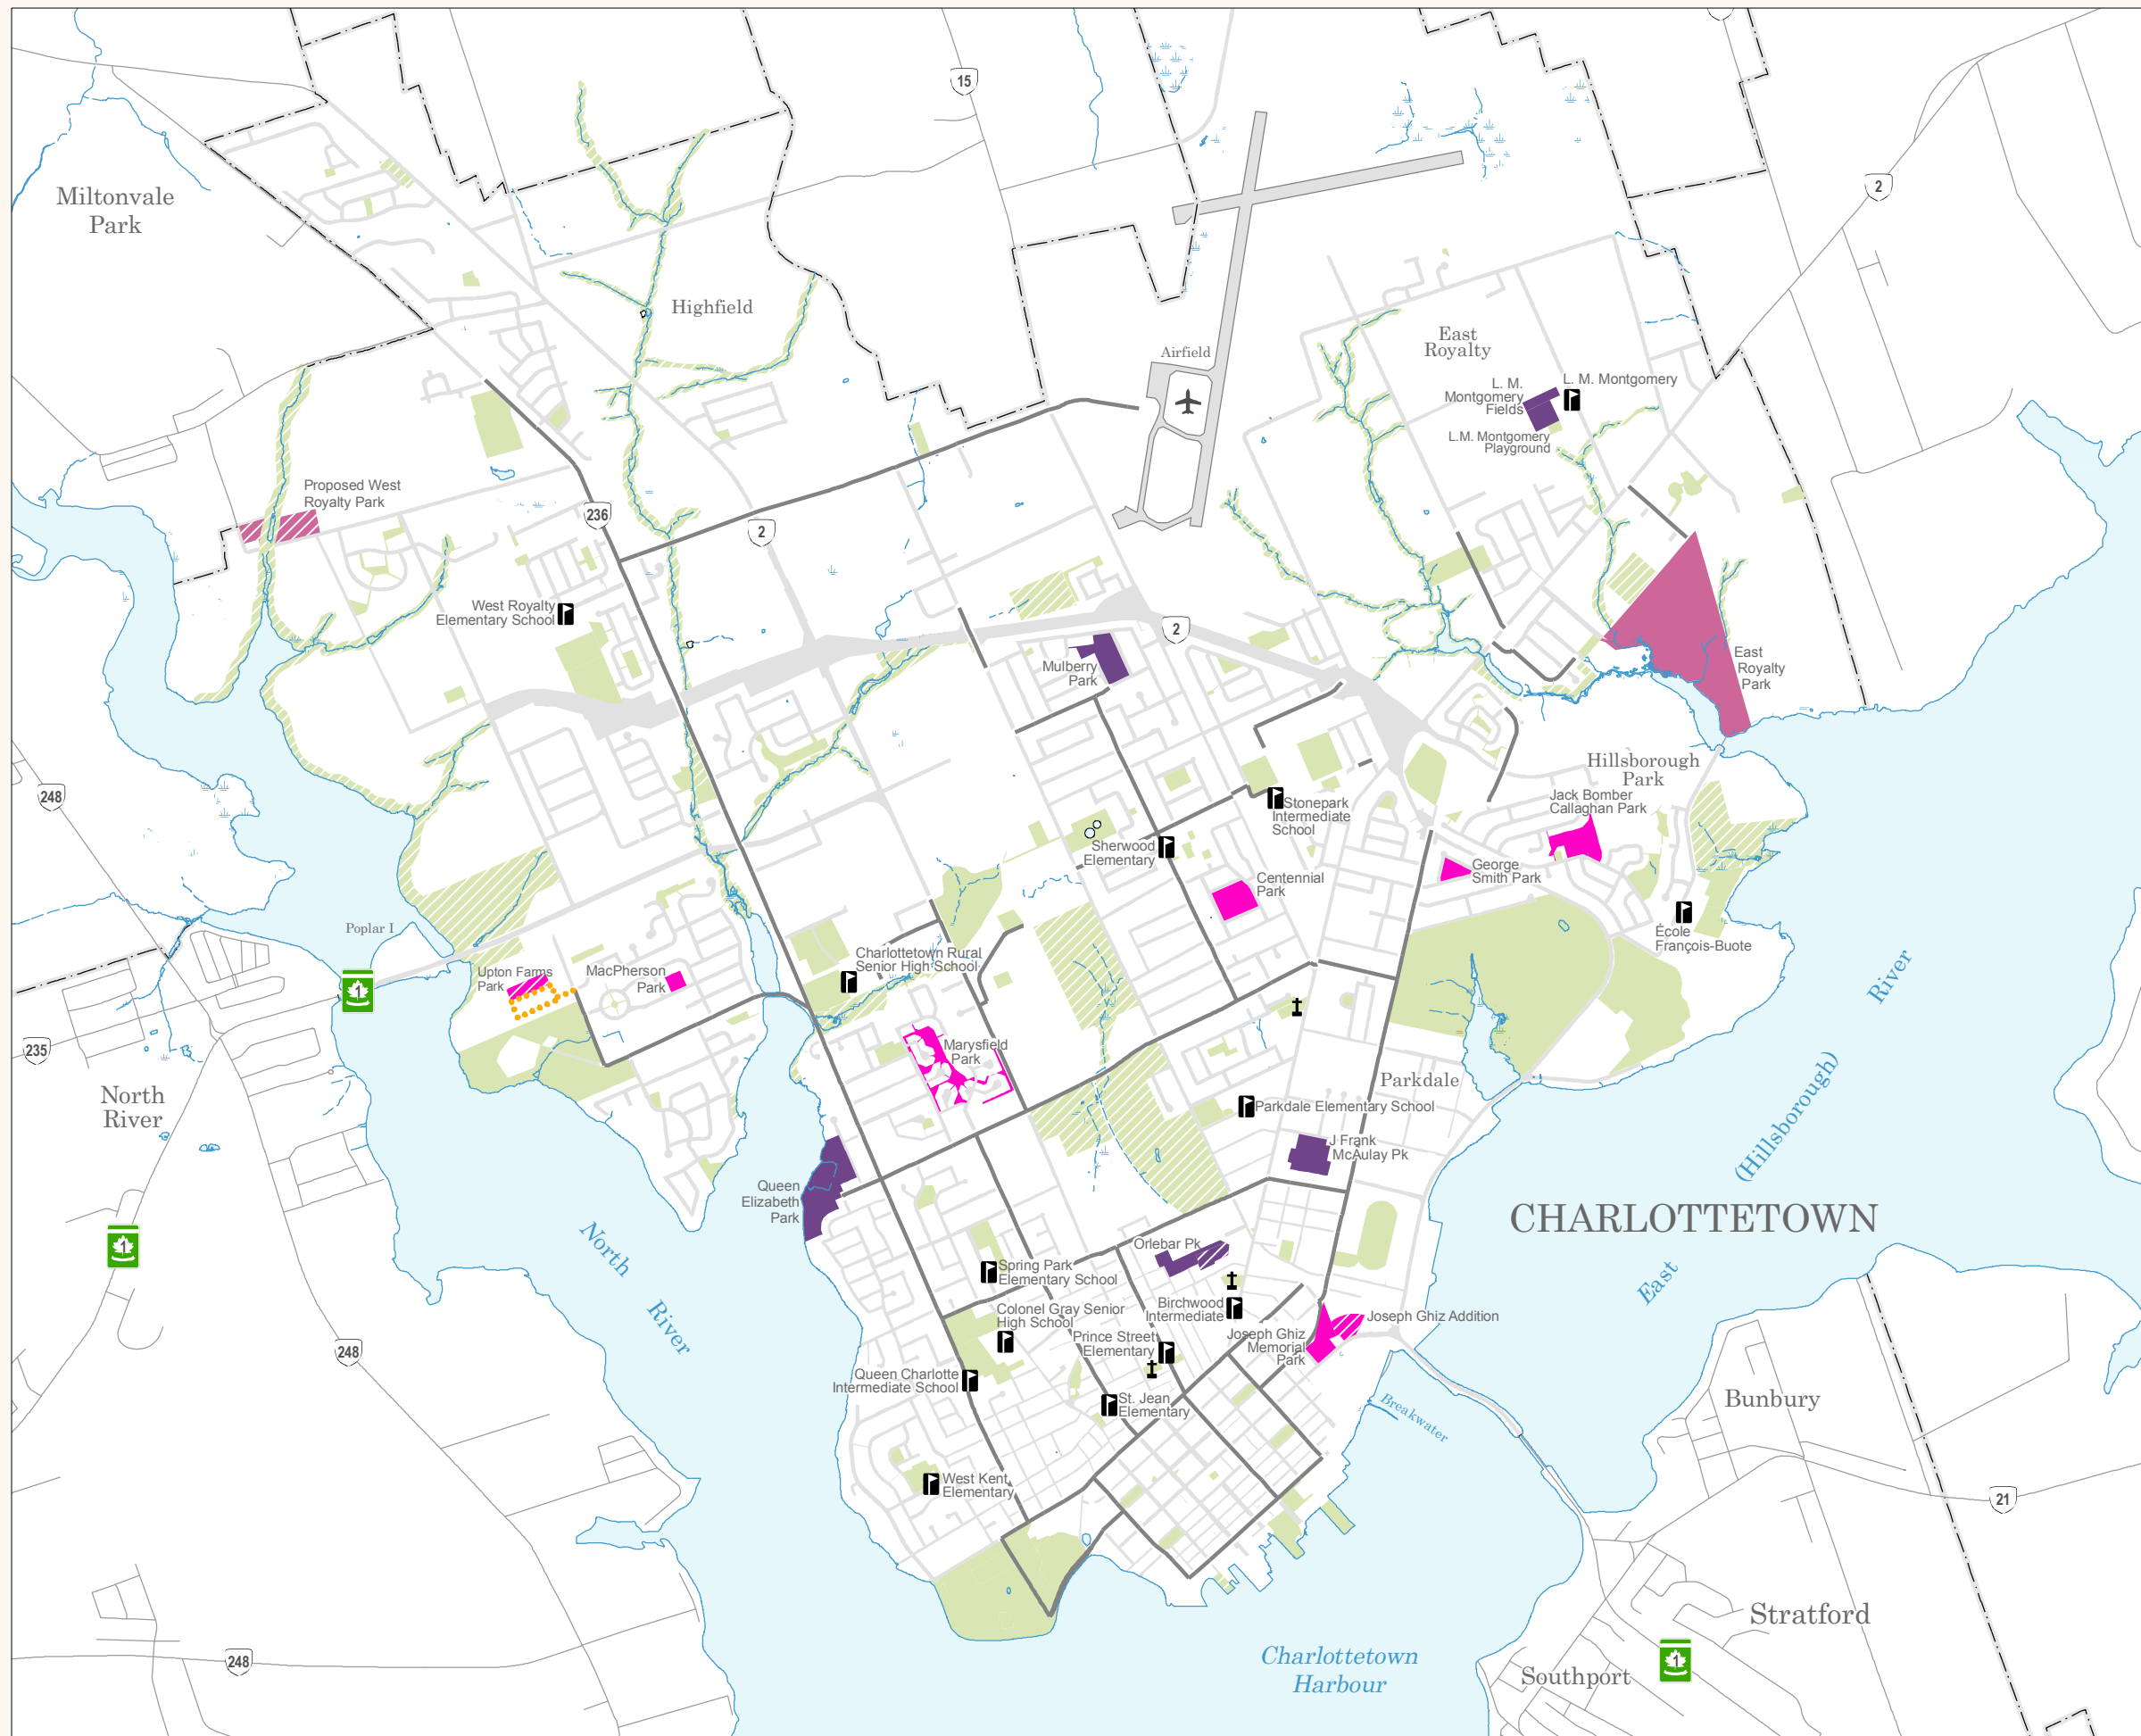 15
2
Miltonvale
Park
Highfield
East
Royalty
Airfield
L. M.
Montgomery
Fields
L. M. Montgomery
L.M. Montgomery
Playground
Proposed West
Royalty Park
236
2
West Royalty
Elementary School
2
Mulberry
Park
East
Royalty
Park
Hillsborough
Park
248
Jack Bomber
Callaghan Park
Stonepark
Intermediate
School
Sherwood
Elementary
George
Smith Park
Centennial
Park
École
François-Buote
Poplar I
Charlottetown Rural
Senior High School
Upton Farms
Park
MacPherson
Park
1
River
235
Marysfield
Park
North
River
Parkdale
Parkdale Elementary School
(Hillsborough)
J Frank
McAulay Pk
Queen
Elizabeth
Park
CHARLOTTETOWN
1
North
River
Orlebar Pk
East
Spring Park
Elementary School
Birchwood
Intermediate
Colonel Gray Senior
High School
Joseph Ghiz Addition
Prince Street
Elementary
Joseph Ghiz
Memorial
Park
248
Queen Charlotte
Intermediate School
St. Jean
Elementary
Breakwater
Bunbury
West Kent
Elementary
21
Stratford
248
Charlottetown
Harbour
Southport
1